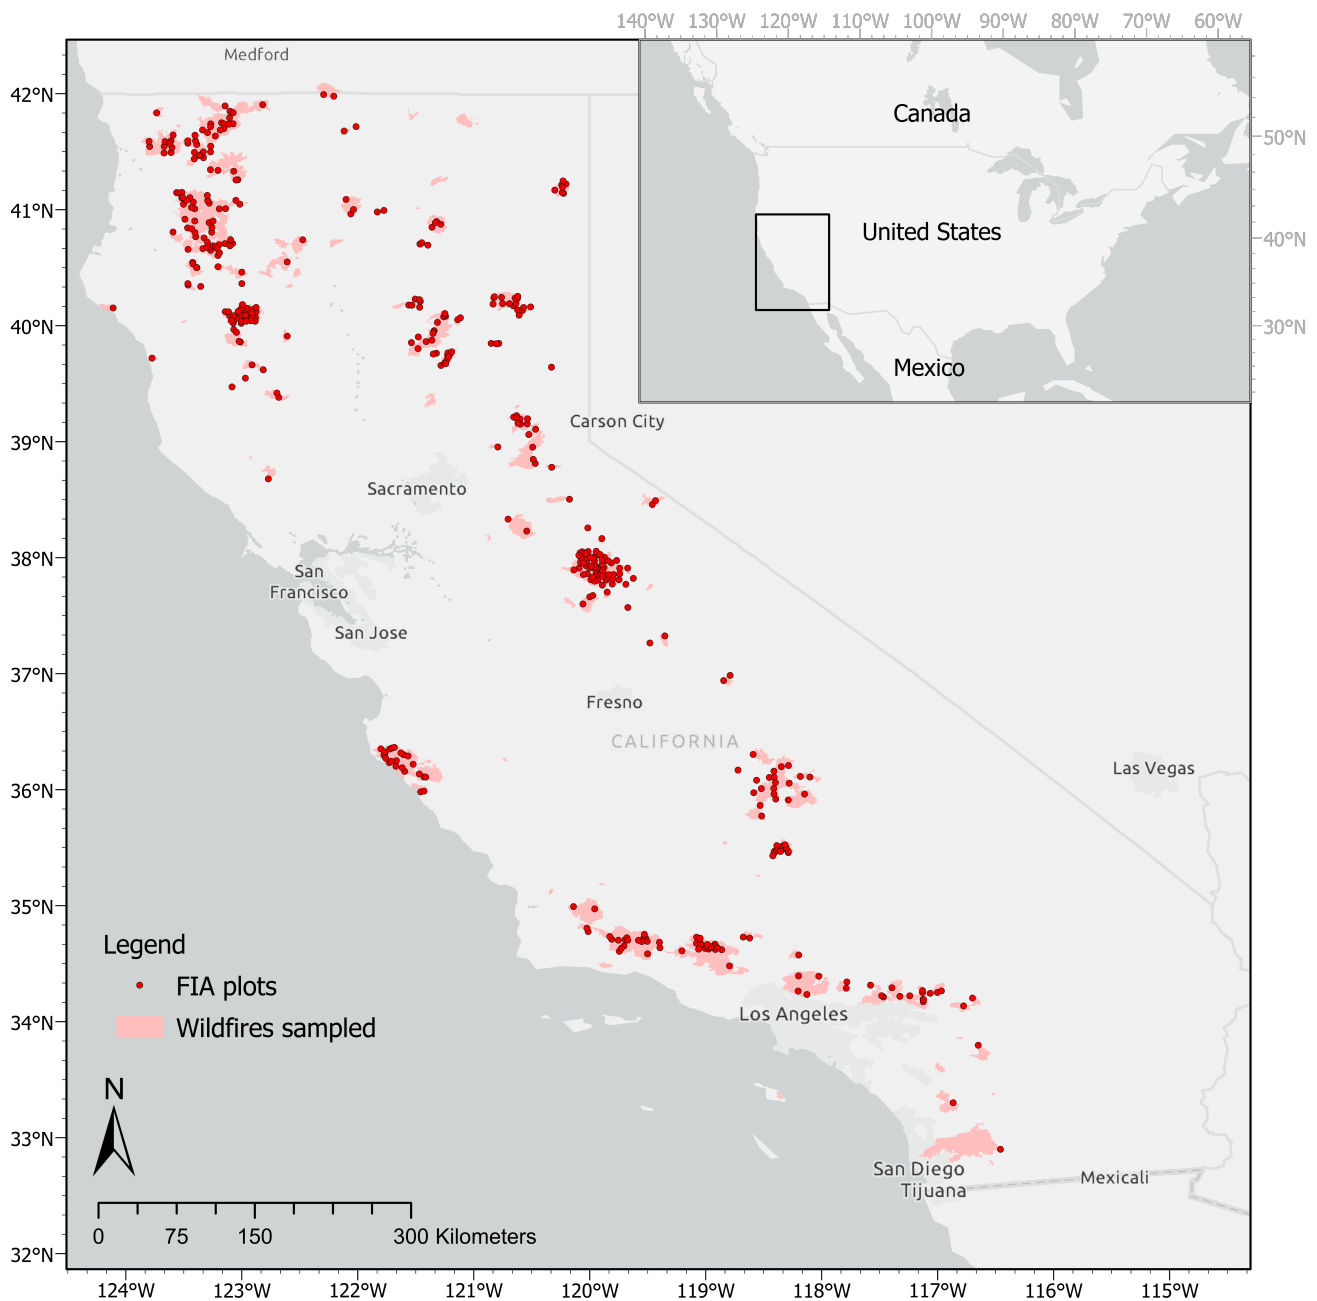 140°W 130°W 120°W 110°W 100°W 90°W 80°W 70°W 60°W
Medford
42°N
Canada
50°N
41°N
United States
40°N
30°N
40°N
Mexico
Carson City
39°N
Sacramento
38°N
San
Francisco
San Jose
37°N
Fresno
CALIFORNIA
Las Vegas
36°N
35°N
Legend
FIA plots
Wildfires sampled
Los Angeles
34°N
N
33°N
San Diego
Tijuana
Mexicali
0 75 150 300 Kilometers
32°N
124°W 123°W 122°W 121°W 120°W 119°W 118°W 117°W 116°W 115°W